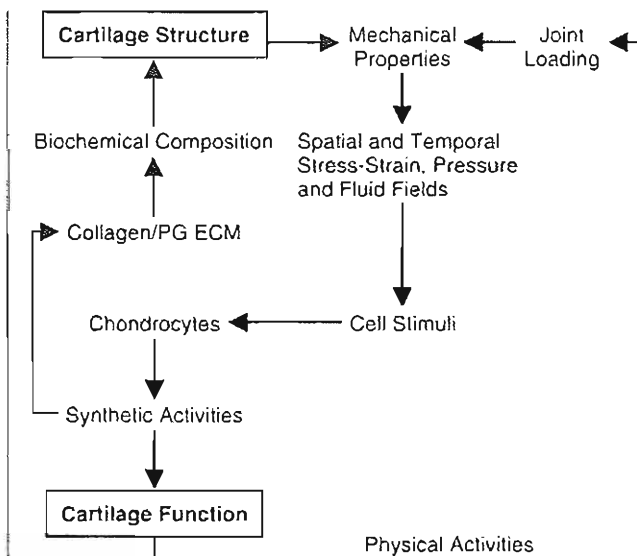 Cartilage Structure
Mechanical
Properties
Joint
Loading
Biochemical Composition
Spatial and Temporal
Stress-Strain, Pressure
and Fluid Fields
Collagen/PG ECM
Chondrocytes
Cell Stimuli
Synthetic Activities
Cartilage Function
Physical Activities